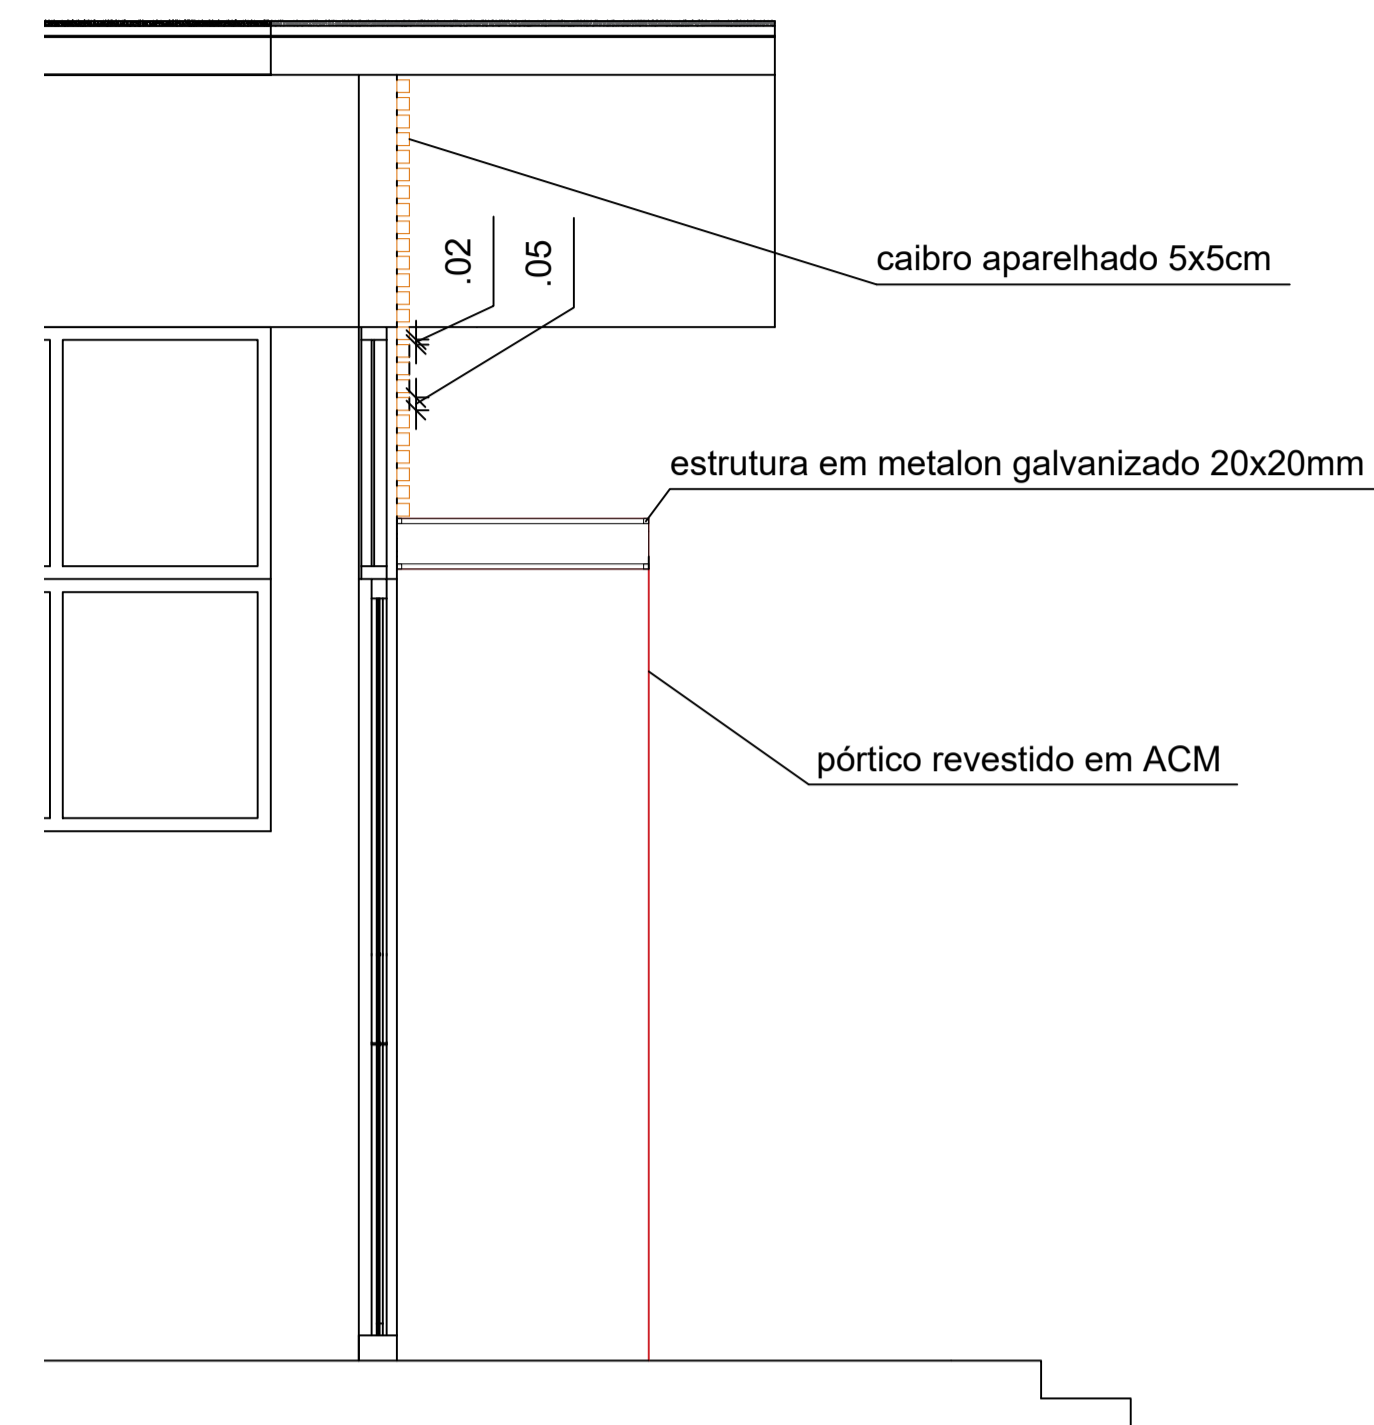 caibro aparelhado 5x5cm
.02
.05
estrutura em metalon galvanizado 20x20mm
pórtico revestido em ACM